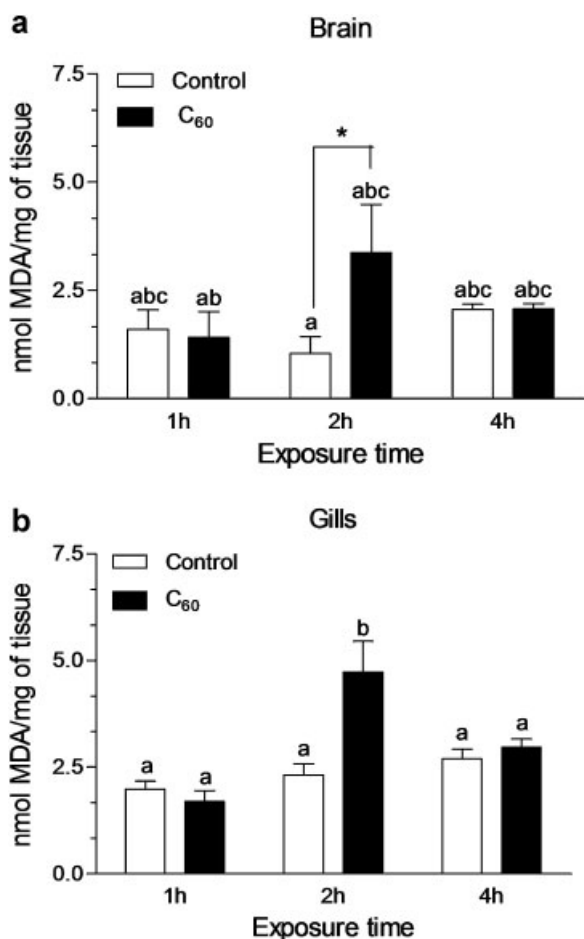 a
Brain
7.5
Control
C₆₀
*
5.0
abc
nmol MDA/mg of tissue
2.5
abc ab a abc abc
0.0
1h 2h 4h
Exposure time
b
Gills
7.5
Control
C₆₀
b
5.0
nmol MDA/mg of tissue
2.5
a a a a a
0.0
1h 2h 4h
Exposure time